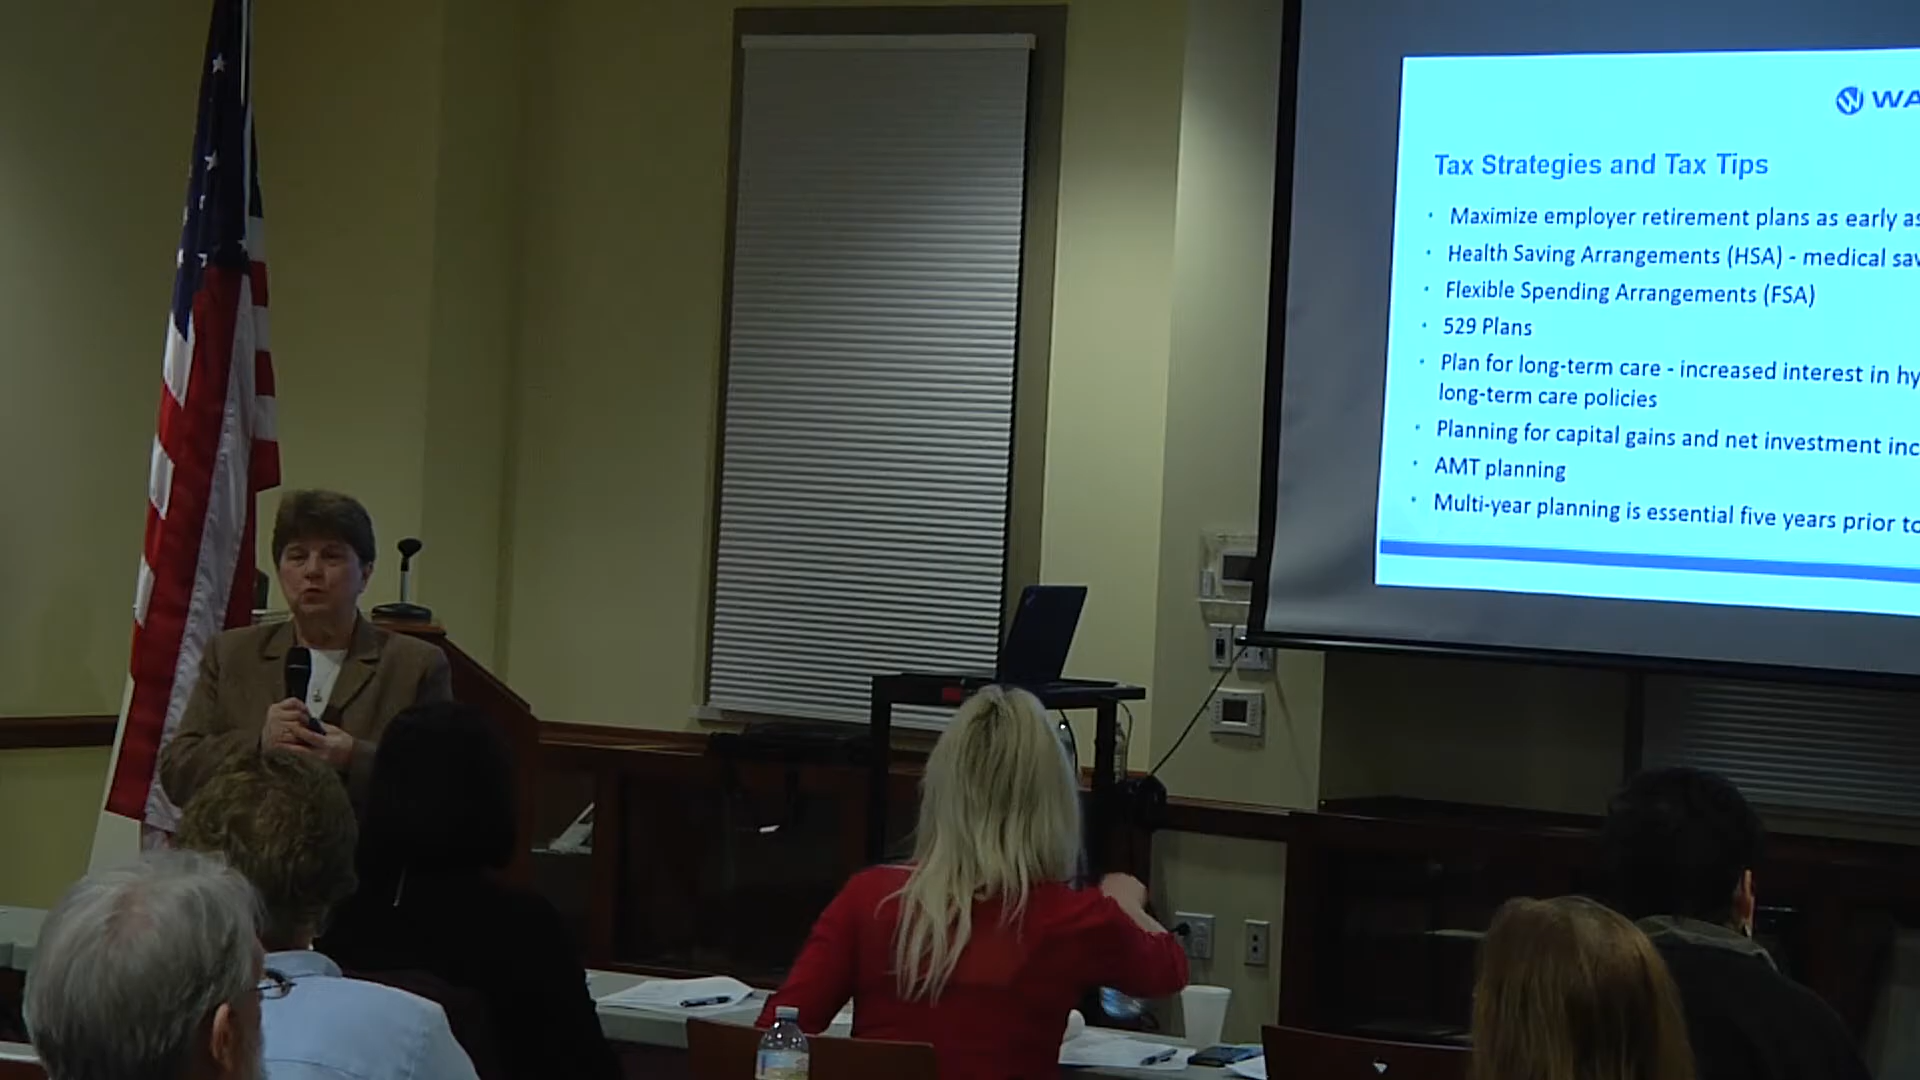 WA
Tax Strategies and Tax Tips
• Maximize employer retirement plans as early as
• Health Saving Arrangements (HSA) - medical sav
• Flexible Spending Arrangements (FSA)
• 529 Plans
• Plan for long-term care - increased interest in hy
long-term care policies
• Planning for capital gains and net investment inc
• AMT planning
• Multi-year planning is essential five years prior to